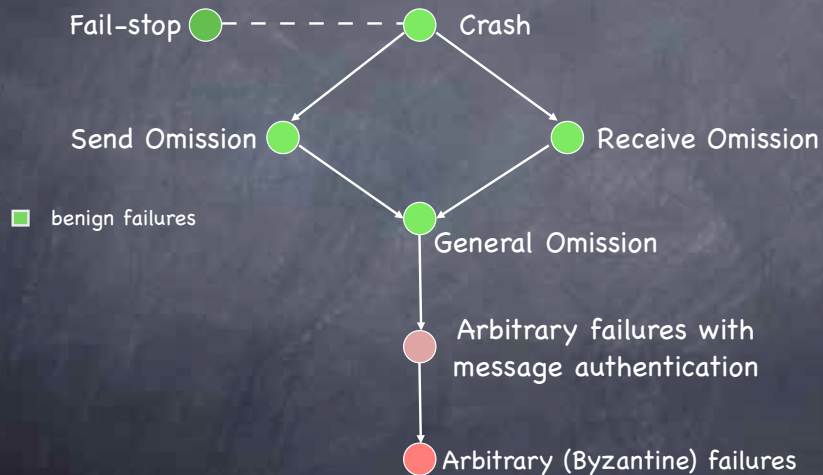 Fail-stop
Crash
Send Omission
Receive Omission
benign failures
General Omission
Arbitrary failures with
message authentication
Arbitrary (Byzantine) failures